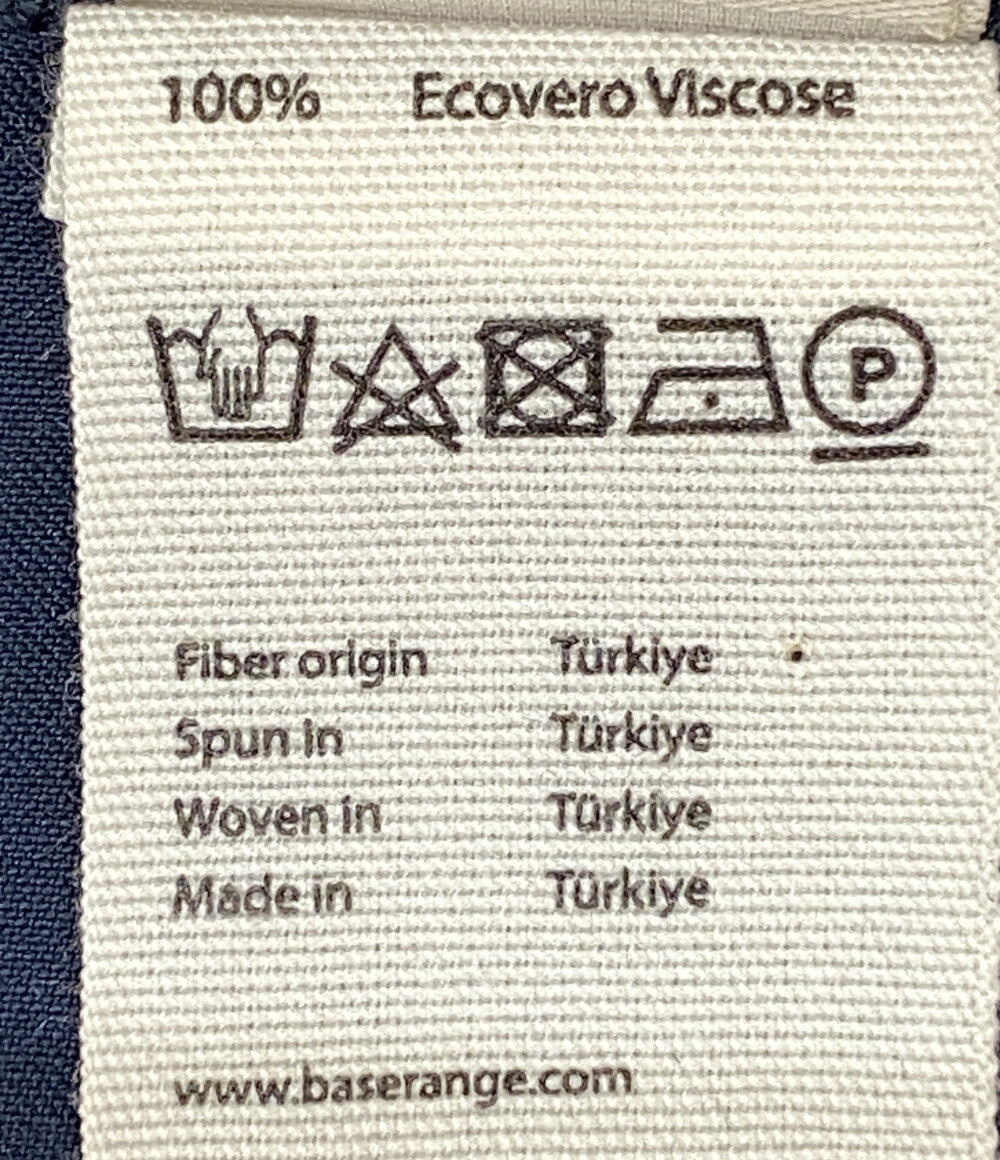 100% Ecovero Viscose
P
Fiber origin Türkiye
Spun in Türkiye
Woven in Türkiye
Made in Türkiye
www.baserange.com